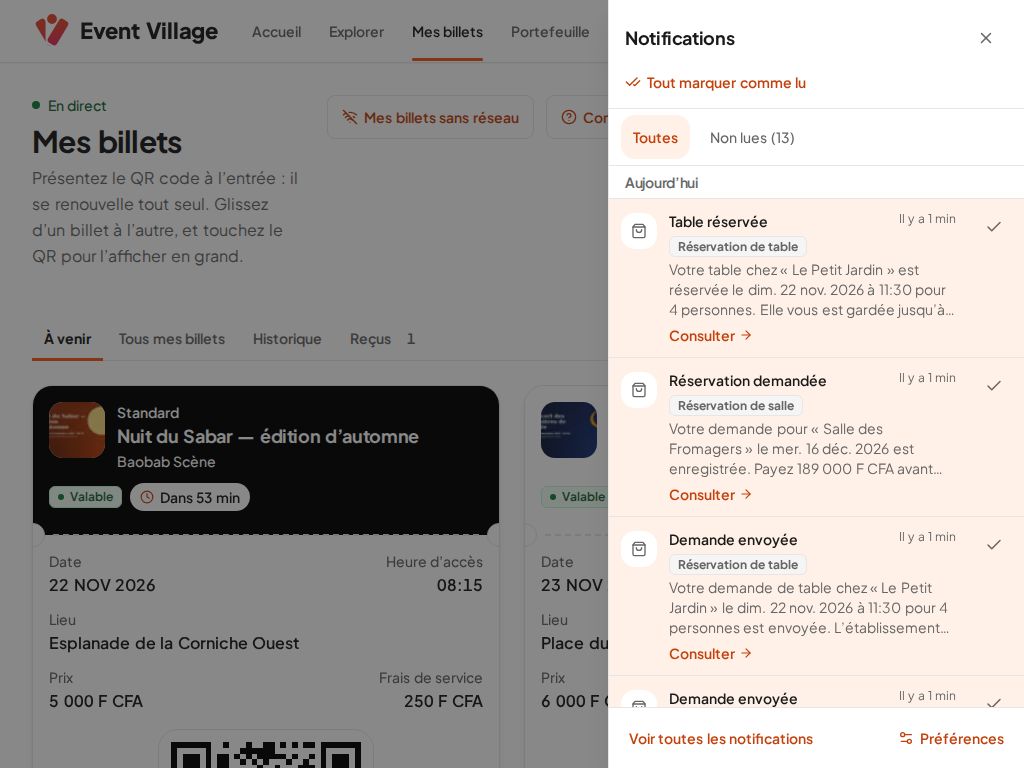 Event Village
Accueil
Explorer
Mes billets
Portefeuille
En direct
Mes billets
Présentez le QR code à l’entrée : il
se renouvelle tout seul. Glissez
d’un billet à l’autre, et touchez le
QR pour l’afficher en grand.
Mes billets sans réseau
À venir
Tous mes billets
Historique
Reçus 1
Standard
Nuit du Sabar — édition d’automne
Baobab Scène
Valable
Dans 53 min
Date
Heure d’accès
22 NOV 2026
08:15
Lieu
Esplanade de la Corniche Ouest
Prix
Frais de service
5 000 F CFA
250 F CFA
Valable
Date
23 NOV
Lieu
Place du
Prix
6 000 F
Notifications
Tout marquer comme lu
Toutes
Non lues (13)
Aujourd’hui
Table réservée
Il y a 1 min
Réservation de table
Votre table chez « Le Petit Jardin » est
réservée le dim. 22 nov. 2026 à 11:30 pour
4 personnes. Elle vous est gardée jusqu’à…
Consulter
Réservation demandée
Il y a 1 min
Réservation de salle
Votre demande pour « Salle des
Fromagers » le mer. 16 déc. 2026 est
enregistrée. Payez 189 000 F CFA avant…
Consulter
Demande envoyée
Il y a 1 min
Réservation de table
Votre demande de table chez « Le Petit
Jardin » le dim. 22 nov. 2026 à 11:30 pour 4
personnes est envoyée. L’établissement…
Consulter
Demande envoyée
Il y a 1 min
Voir toutes les notifications
Préférences